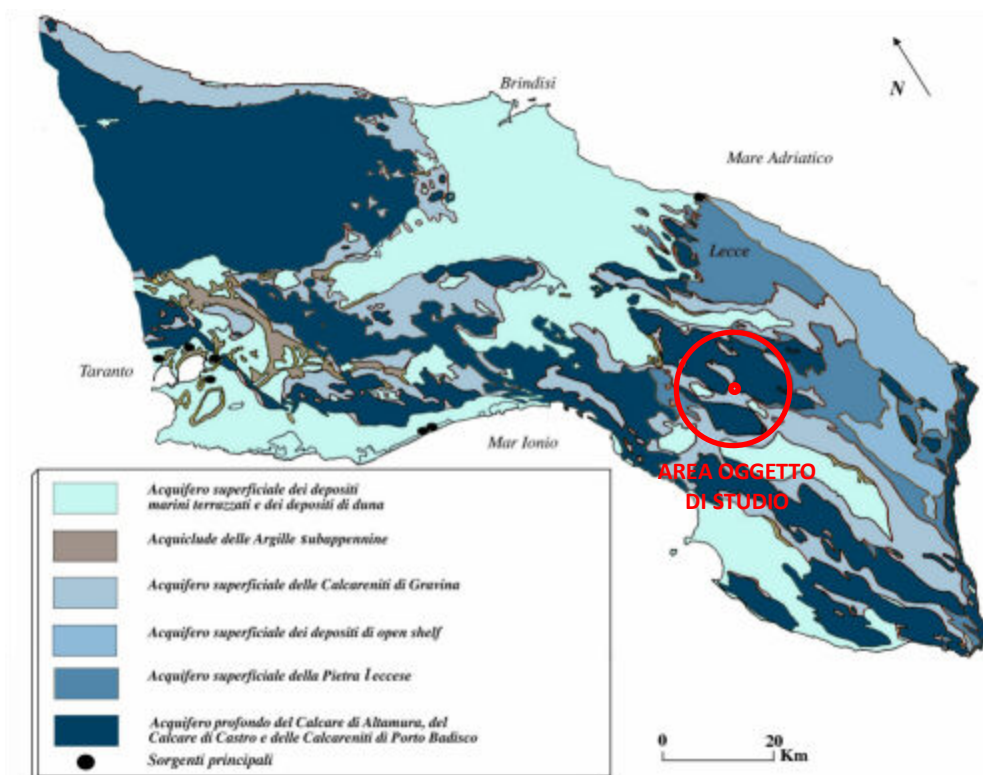 Brindisi
N
Mare Adriatico
Lecce
Taranto
Mar Ionio
AREA OGGETTO
DI STUDIO
Acquifero superficiale dei depositi
marini terrazzati e dei depositi di duna
Acquiclude delle Argille subappennine
Acquifero superficiale delle Calcareniti di Gravina
Acquifero superficiale dei depositi di open shelf
Acquifero superficiale della Pietra leccese
Acquifero profondo del Calcare di Altamura, del
Calcare di Castro e delle Calcareniti di Porto Badisco
Sorgenti principali
0 20
Km